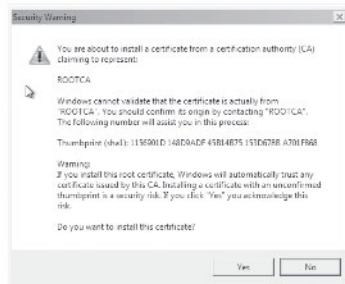 Security Warning
You are about to install a certificate from a certification authority (CA)
claiming to represent:
ROOTCA
Windows cannot validate that the certificate is actually from
"ROOTCA". You should confirm its origin by contacting "ROOTCA".
The following number will assist you in this process:
Thumbprint (sha1):
Warning:
If you install this root certificate, Windows will automatically trust any
certificate issued by this CA. Installing a certificate with an unconfirmed
thumbprint is a security risk. If you click "Yes" you acknowledge this
risk.
Do you want to install this certificate?
Yes No